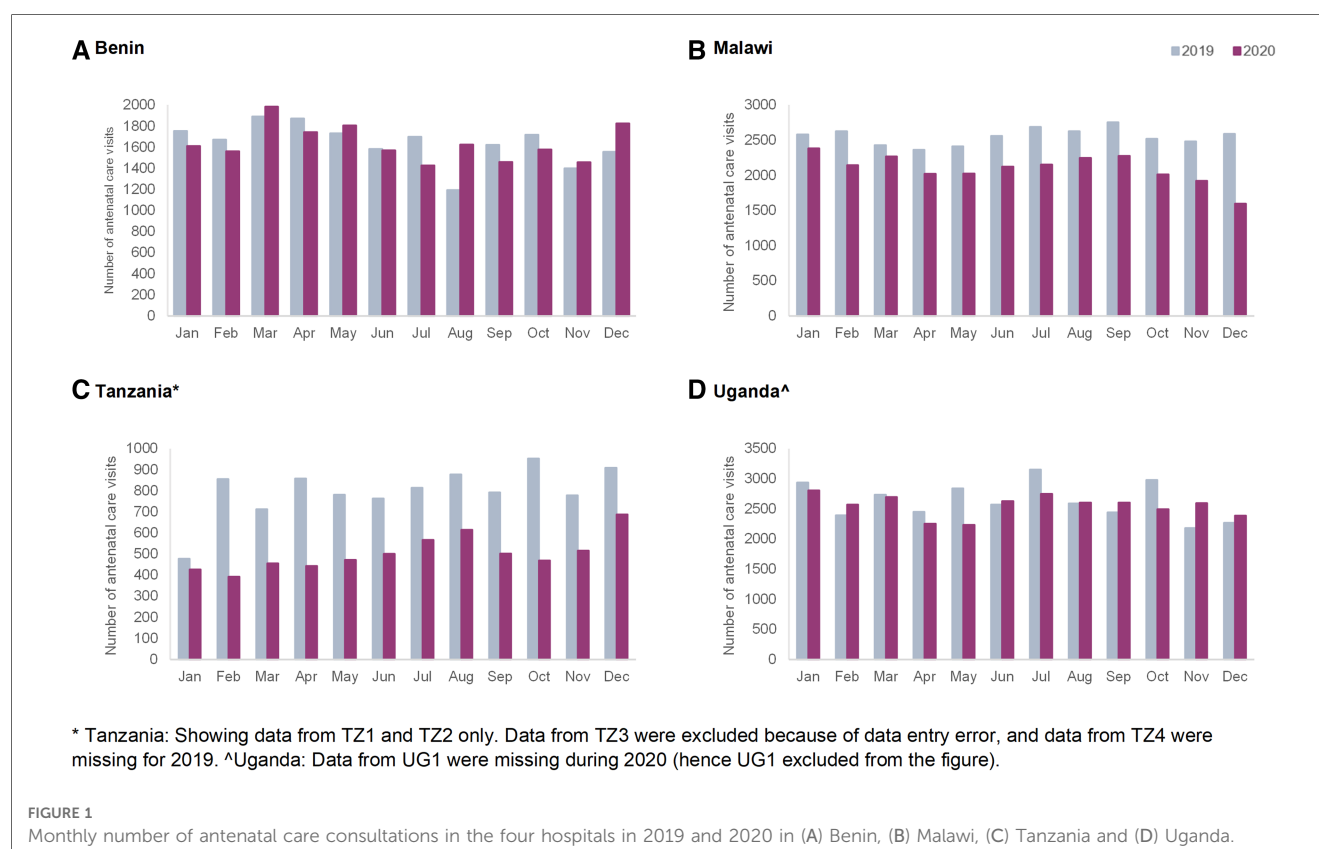 A Benin
Number of antenatal care visits
2000
1800
1600
1400
1200
1000
800
600
400
200
0
Jan Feb Mar Apr May Jun Jul Aug Sep Oct Nov Dec
B Malawi
2019 2020
Number of antenatal care visits
3000
2500
2000
1500
1000
500
0
Jan Feb Mar Apr May Jun Jul Aug Sep Oct Nov Dec
C Tanzania*
Number of antenatal care visits
1000
900
800
700
600
500
400
300
200
100
0
Jan Feb Mar Apr May Jun Jul Aug Sep Oct Nov Dec
D Uganda^
Number of antenatal care visits
3500
3000
2500
2000
1500
1000
500
0
Jan Feb Mar Apr May Jun Jul Aug Sep Oct Nov Dec
* Tanzania: Showing data from TZ1 and TZ2 only. Data from TZ3 were excluded because of data entry error, and data from TZ4 were
missing for 2019. ^Uganda: Data from UG1 were missing during 2020 (hence UG1 excluded from the figure).
FIGURE 1
Monthly number of antenatal care consultations in the four hospitals in 2019 and 2020 in (A) Benin, (B) Malawi, (C) Tanzania and (D) Uganda.